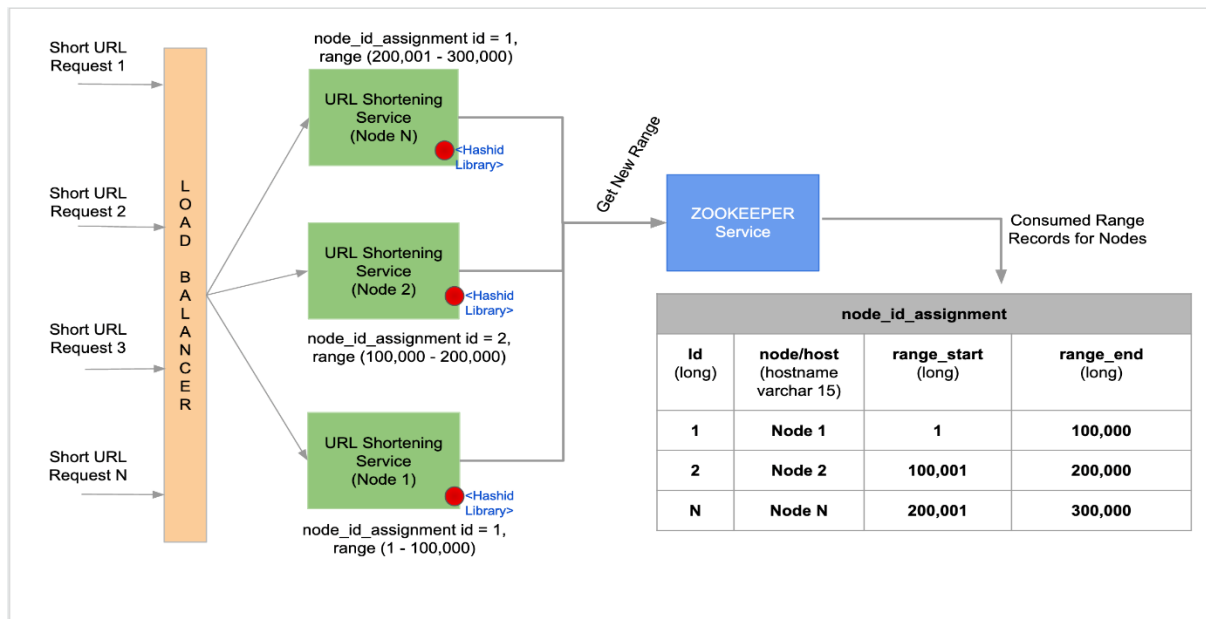 Short URL
Request 1
Short URL
Request 2
Short URL
Request 3
Short URL
Request N
LOAD BALANCER
node_id_assignment id = 1,
range (200,001 - 300,000)
URL Shortening
Service
(Node N)
<Hashid
Library>
URL Shortening
Service
(Node 2)
<Hashid
Library>
node_id_assignment id = 2,
range (100,000 - 200,000)
URL Shortening
Service
(Node 1)
<Hashid
Library>
node_id_assignment id = 1,
range (1 - 100,000)
Get New Range
ZOOKEEPER
Service
Consumed Range
Records for Nodes
node_id_assignment
Id
(long)
node/host
(hostname
varchar 15)
range_start
(long)
range_end
(long)
1 Node 1 1 100,000
2 Node 2 100,001 200,000
N Node N 200,001 300,000